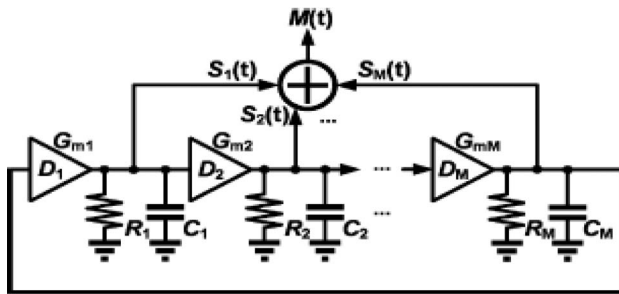 M(t)
S1(t)
SM(t)
S2(t)
...
Gm1
Gm2
GmM
D1
D2
...
DM
...
R1
C1
R2
C2
RM
CM